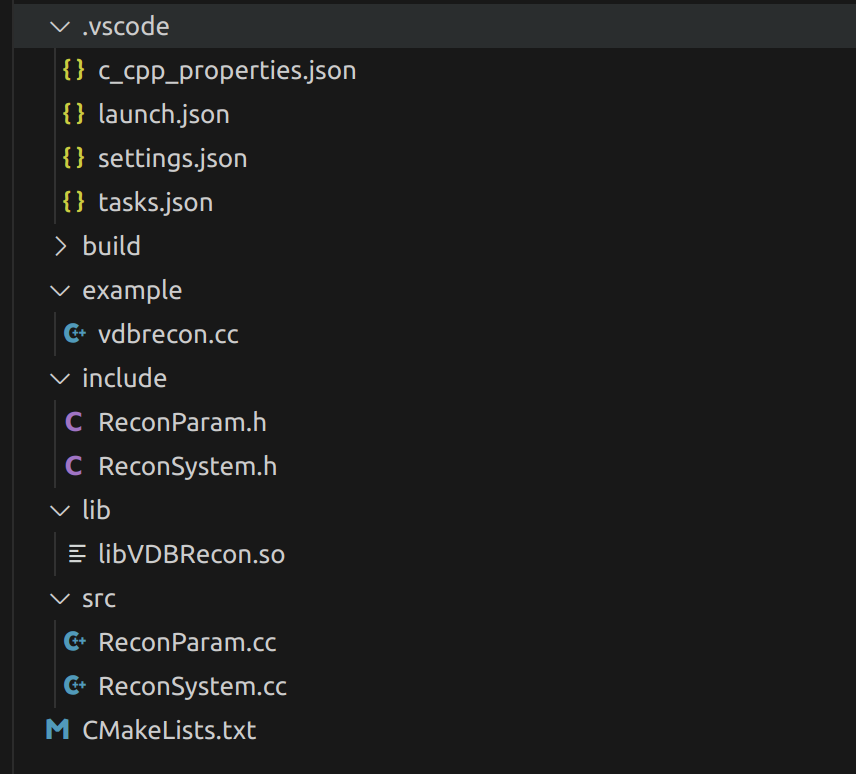 .vscode
{} c_cpp_properties.json
{} launch.json
{} settings.json
{} tasks.json
build
example
C++ vdbrecon.cc
include
C ReconParam.h
C ReconSystem.h
lib
libVDBRecon.so
src
C++ ReconParam.cc
C++ ReconSystem.cc
M CMakeLists.txt